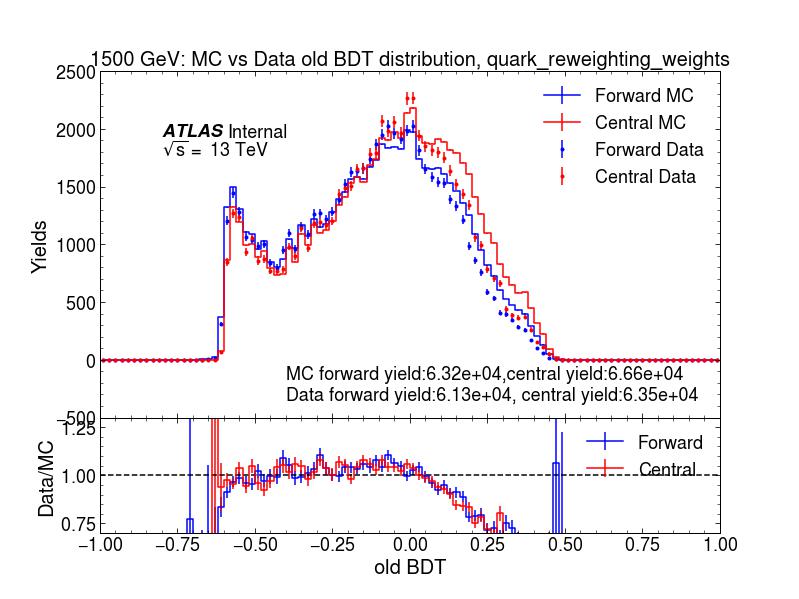 1500 GeV: MC vs Data old BDT distribution, quark_reweighting_weights
2500
2000
1500
1000
500
0
−500
Yields
ATLAS Internal
√s = 13 TeV
Forward MC
Central MC
Forward Data
Central Data
MC forward yield:6.32e+04,central yield:6.66e+04
Data forward yield:6.13e+04, central yield:6.35e+04
1.25
1.00
0.75
Data/MC
Forward
Central
−1.00 −0.75 −0.50 −0.25 0.00 0.25 0.50 0.75 1.00
old BDT